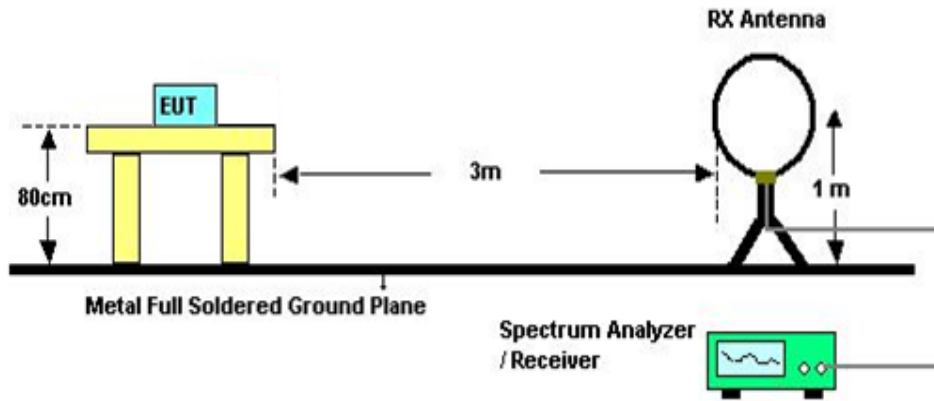 RX Antenna
EUT
3m
80cm
1 m
Metal Full Soldered Ground Plane
Spectrum Analyzer
/ Receiver